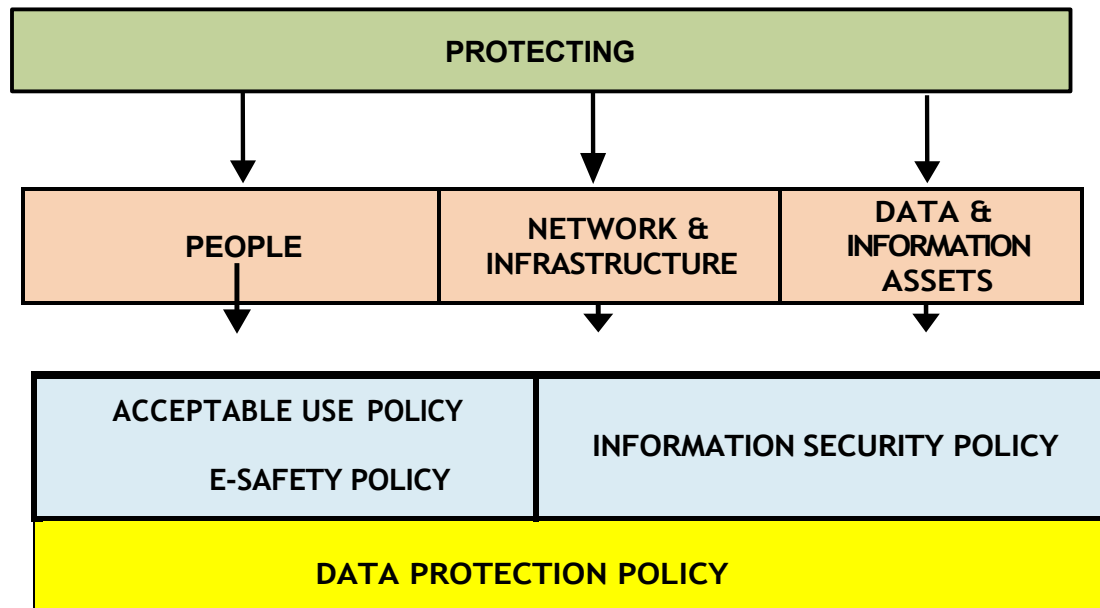 PROTECTING
PEOPLE
NETWORK &
INFRASTRUCTURE
DATA &
INFORMATION
ASSETS
ACCEPTABLE USE POLICY
E-SAFETY POLICY
INFORMATION SECURITY POLICY
DATA PROTECTION POLICY